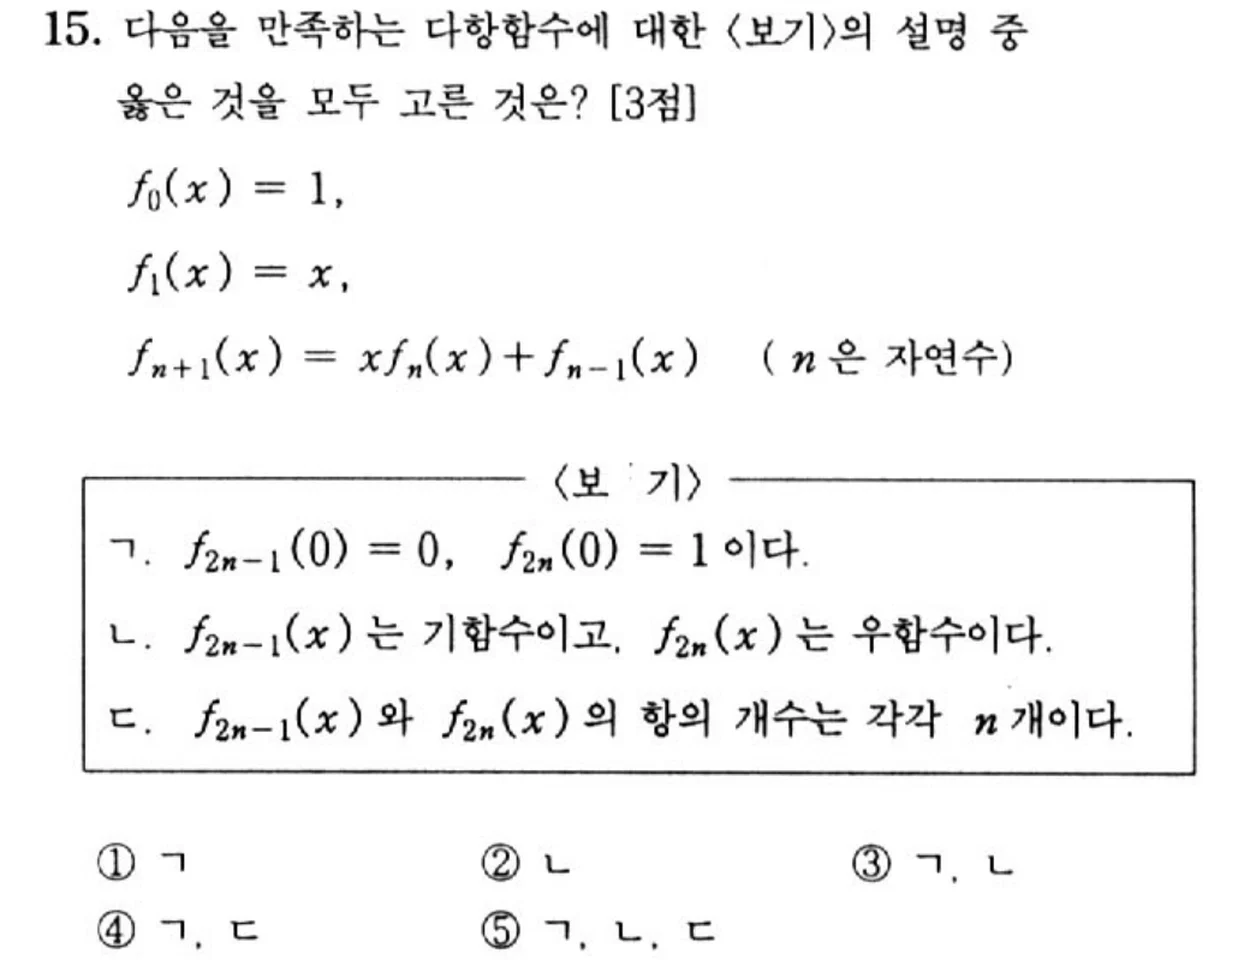 15. 다음을 만족하는 다항함수에 대한 〈보기〉의 설명 중
옳은 것을 모두 고른 것은? [3점]
f₀(x) = 1,
f₁(x) = x,
fₙ₊₁(x) = xfₙ(x)+fₙ₋₁(x) (n은 자연수)
〈보 기〉
ㄱ. f₂ₙ₋₁(0) = 0, f₂ₙ(0) = 1이다.
ㄴ. f₂ₙ₋₁(x)는 기함수이고, f₂ₙ(x)는 우함수이다.
ㄷ. f₂ₙ₋₁(x)와 f₂ₙ(x)의 항의 개수는 각각 n개이다.
① ㄱ ② ㄴ ③ ㄱ, ㄴ
④ ㄱ, ㄷ ⑤ ㄱ, ㄴ, ㄷ